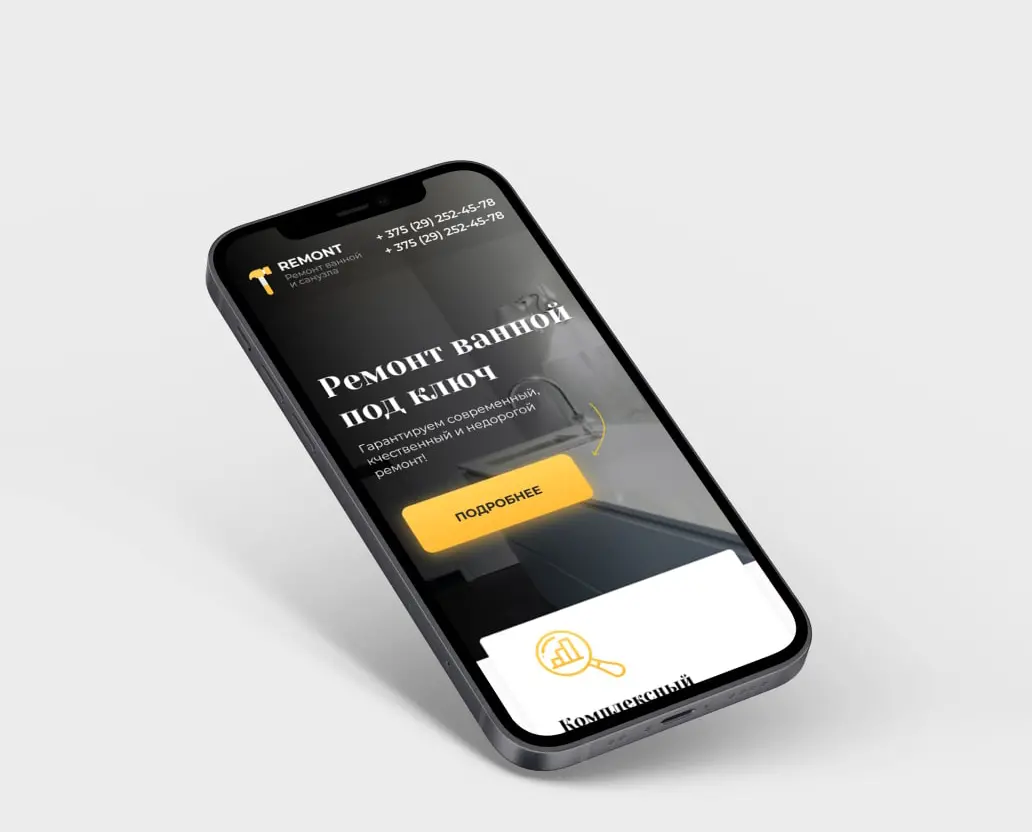 REMONT
Ремонт ванной
и санузла
+ 375 (29) 252-45-78
+ 375 (29) 252-45-78
Ремонт ванной
под ключ
Гарантируем современный,
кчественный и недорогой
ремонт!
ПОДРОБНЕЕ
Комплексный